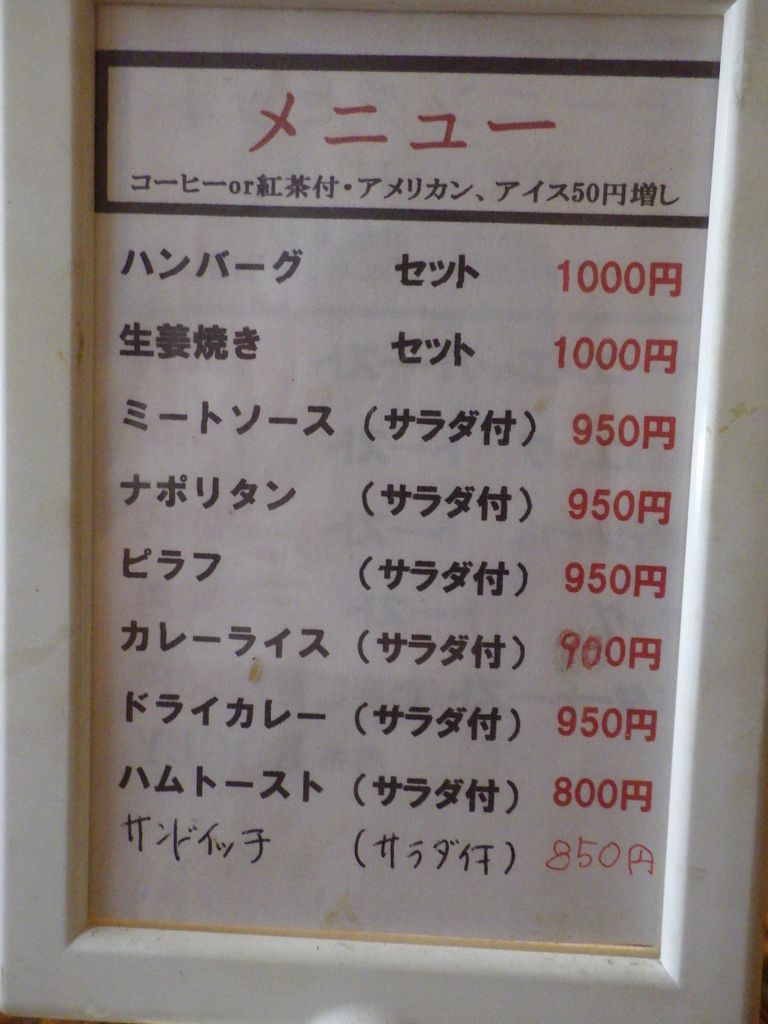 メニュー
コーヒーor紅茶付・アメリカン、アイス50円増し
ハンバーグ セット 1000円
生姜焼き セット 1000円
ミートソース (サラダ付) 950円
ナポリタン (サラダ付) 950円
ピラフ (サラダ付) 950円
カレーライス (サラダ付) 900円
ドライカレー (サラダ付) 950円
ハムトースト (サラダ付) 800円
サンドイッチ (サラダ付) 850円